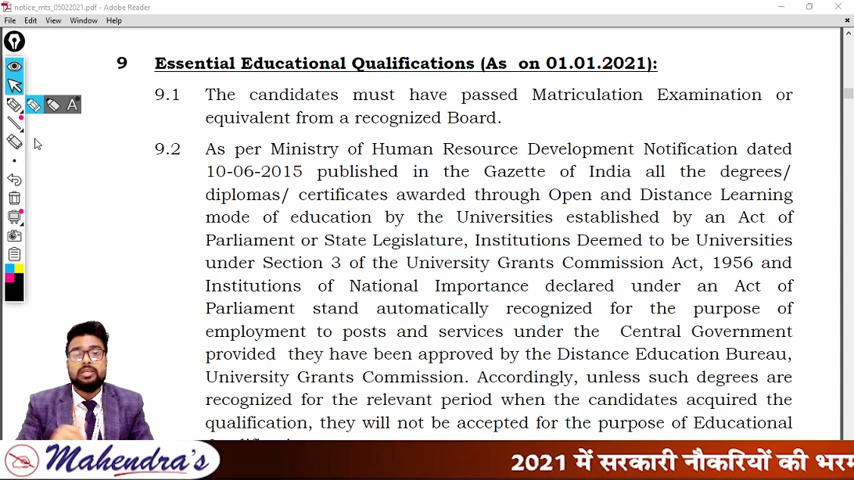 notice_mts_05022021.pdf - Adobe Reader
File Edit View Window Help
9 Essential Educational Qualifications (As on 01.01.2021):
9.1 The candidates must have passed Matriculation Examination or
equivalent from a recognized Board.
9.2 As per Ministry of Human Resource Development Notification dated
10-06-2015 published in the Gazette of India all the degrees/
diplomas/ certificates awarded through Open and Distance Learning
mode of education by the Universities established by an Act of
Parliament or State Legislature, Institutions Deemed to be Universities
under Section 3 of the University Grants Commission Act, 1956 and
Institutions of National Importance declared under an Act of
Parliament stand automatically recognized for the purpose of
employment to posts and services under the Central Government
provided they have been approved by the Distance Education Bureau,
University Grants Commission. Accordingly, unless such degrees are
recognized for the relevant period when the candidates acquired the
qualification, they will not be accepted for the purpose of Educational
Mahendra's
2021 में सरकारी नौकरियों की भरम